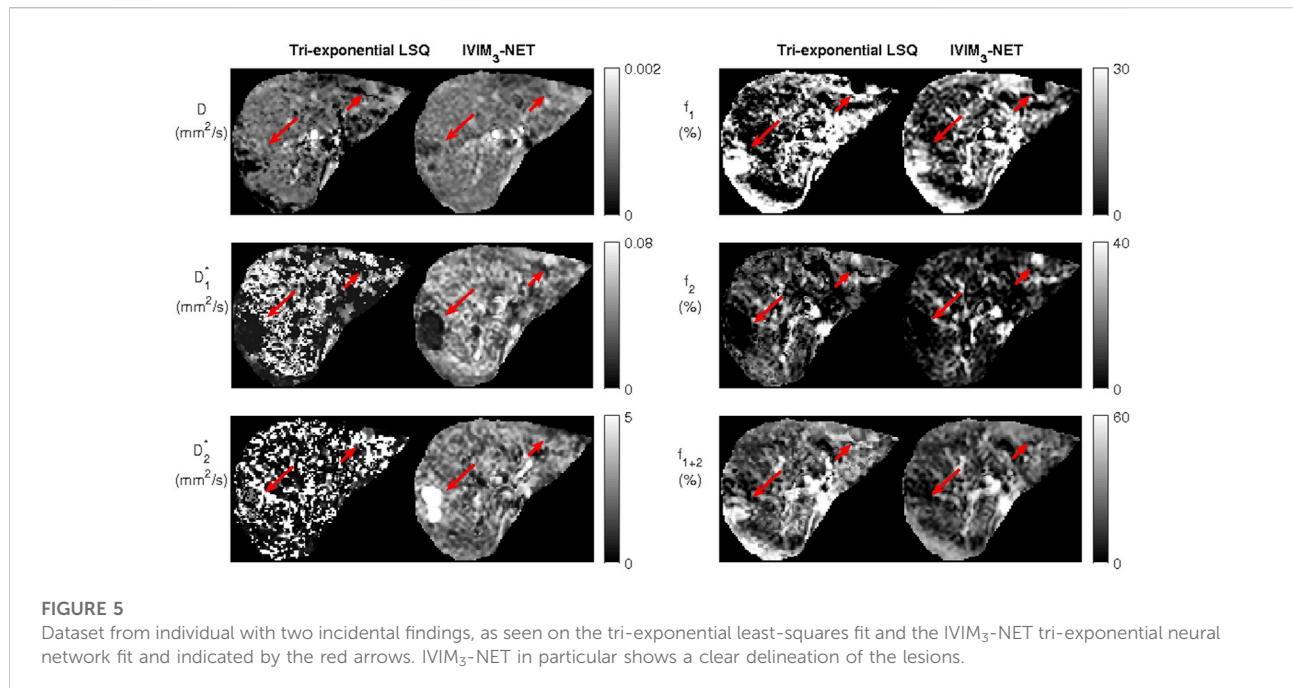 Tri-exponential LSQ IVIM₃-NET
D
(mm²/s)
0.002
0
D₁*
(mm²/s)
0.08
0
D₂*
(mm²/s)
5
0
Tri-exponential LSQ IVIM₃-NET
f₁
(%)
30
0
f₂
(%)
40
0
f₁₊₂
(%)
60
0
FIGURE 5
Dataset from individual with two incidental findings, as seen on the tri-exponential least-squares fit and the IVIM₃-NET tri-exponential neural
network fit and indicated by the red arrows. IVIM₃-NET in particular shows a clear delineation of the lesions.